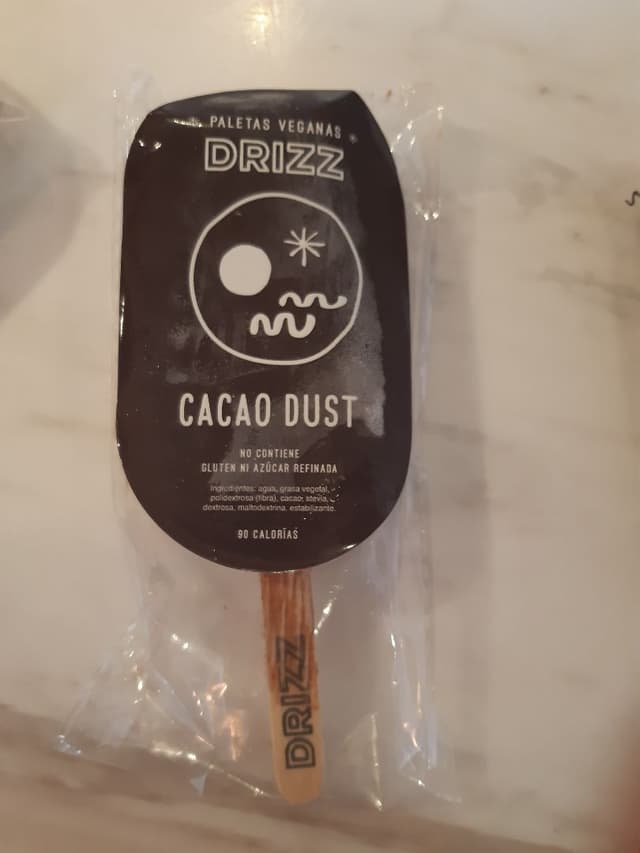 PALETAS VEGANAS
DRIZZ
CACAO DUST
NO CONTIENE
GLUTEN NI AZÚCAR REFINADA
Ingredientes: agua, grasa vegetal,
polidextrosa (fibra), cacao, stevia,
dextrosa, maltodextrina, estabilizante.
90 CALORÍAS
DRIZZ